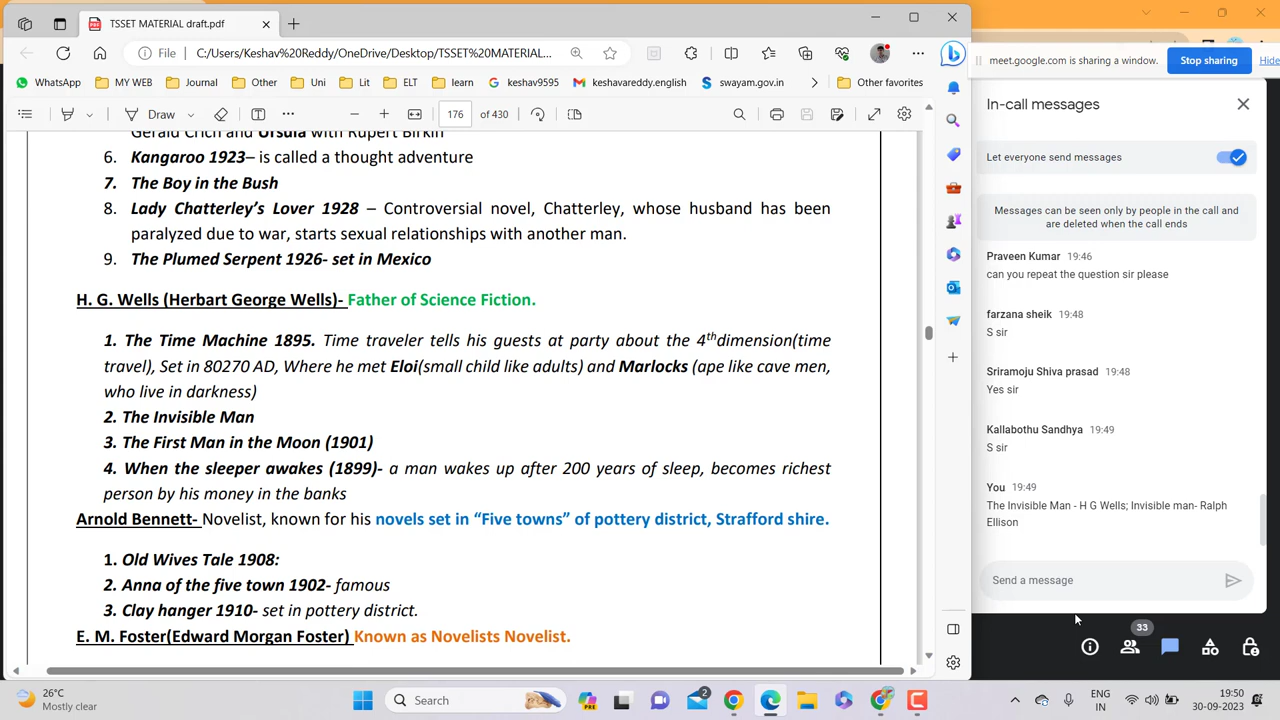 TSSET MATERIAL draft.pdf
File
C:/Users/Keshav%20Reddy/OneDrive/Desktop/TSSET%20MATERIAL...
WhatsApp
MY WEB
Journal
Other
Uni
Lit
ELT
learn
keshav9595
keshavareddy.english
swayam.gov.in
Other favorites
Draw
176
of 430
Gerald Crich and Ursula with Rupert Birkin
6. Kangaroo 1923– is called a thought adventure
7. The Boy in the Bush
8. Lady Chatterley's Lover 1928 – Controversial novel, Chatterley, whose husband has been
paralyzed due to war, starts sexual relationships with another man.
9. The Plumed Serpent 1926- set in Mexico
H. G. Wells (Herbart George Wells)- Father of Science Fiction.
1. The Time Machine 1895. Time traveler tells his guests at party about the 4thdimension(time
travel), Set in 80270 AD, Where he met Eloi(small child like adults) and Marlocks (ape like cave men,
who live in darkness)
2. The Invisible Man
3. The First Man in the Moon (1901)
4. When the sleeper awakes (1899)- a man wakes up after 200 years of sleep, becomes richest
person by his money in the banks
Arnold Bennett- Novelist, known for his novels set in “Five towns” of pottery district, Strafford shire.
1. Old Wives Tale 1908:
2. Anna of the five town 1902- famous
3. Clay hanger 1910- set in pottery district.
E. M. Foster(Edward Morgan Foster) Known as Novelists Novelist.
meet.google.com is sharing a window.
Stop sharing
Hide
In-call messages
Let everyone send messages
Messages can be seen only by people in the call and
are deleted when the call ends
Praveen Kumar 19:46
can you repeat the question sir please
farzana sheik 19:48
S sir
Sriramoju Shiva prasad 19:48
Yes sir
Kallabothu Sandhya 19:49
S sir
You 19:49
The Invisible Man - H G Wells; Invisible man- Ralph
Ellison
Send a message
33
26°C
Mostly clear
Search
PRE
2
ENG
IN
19:50
30-09-2023